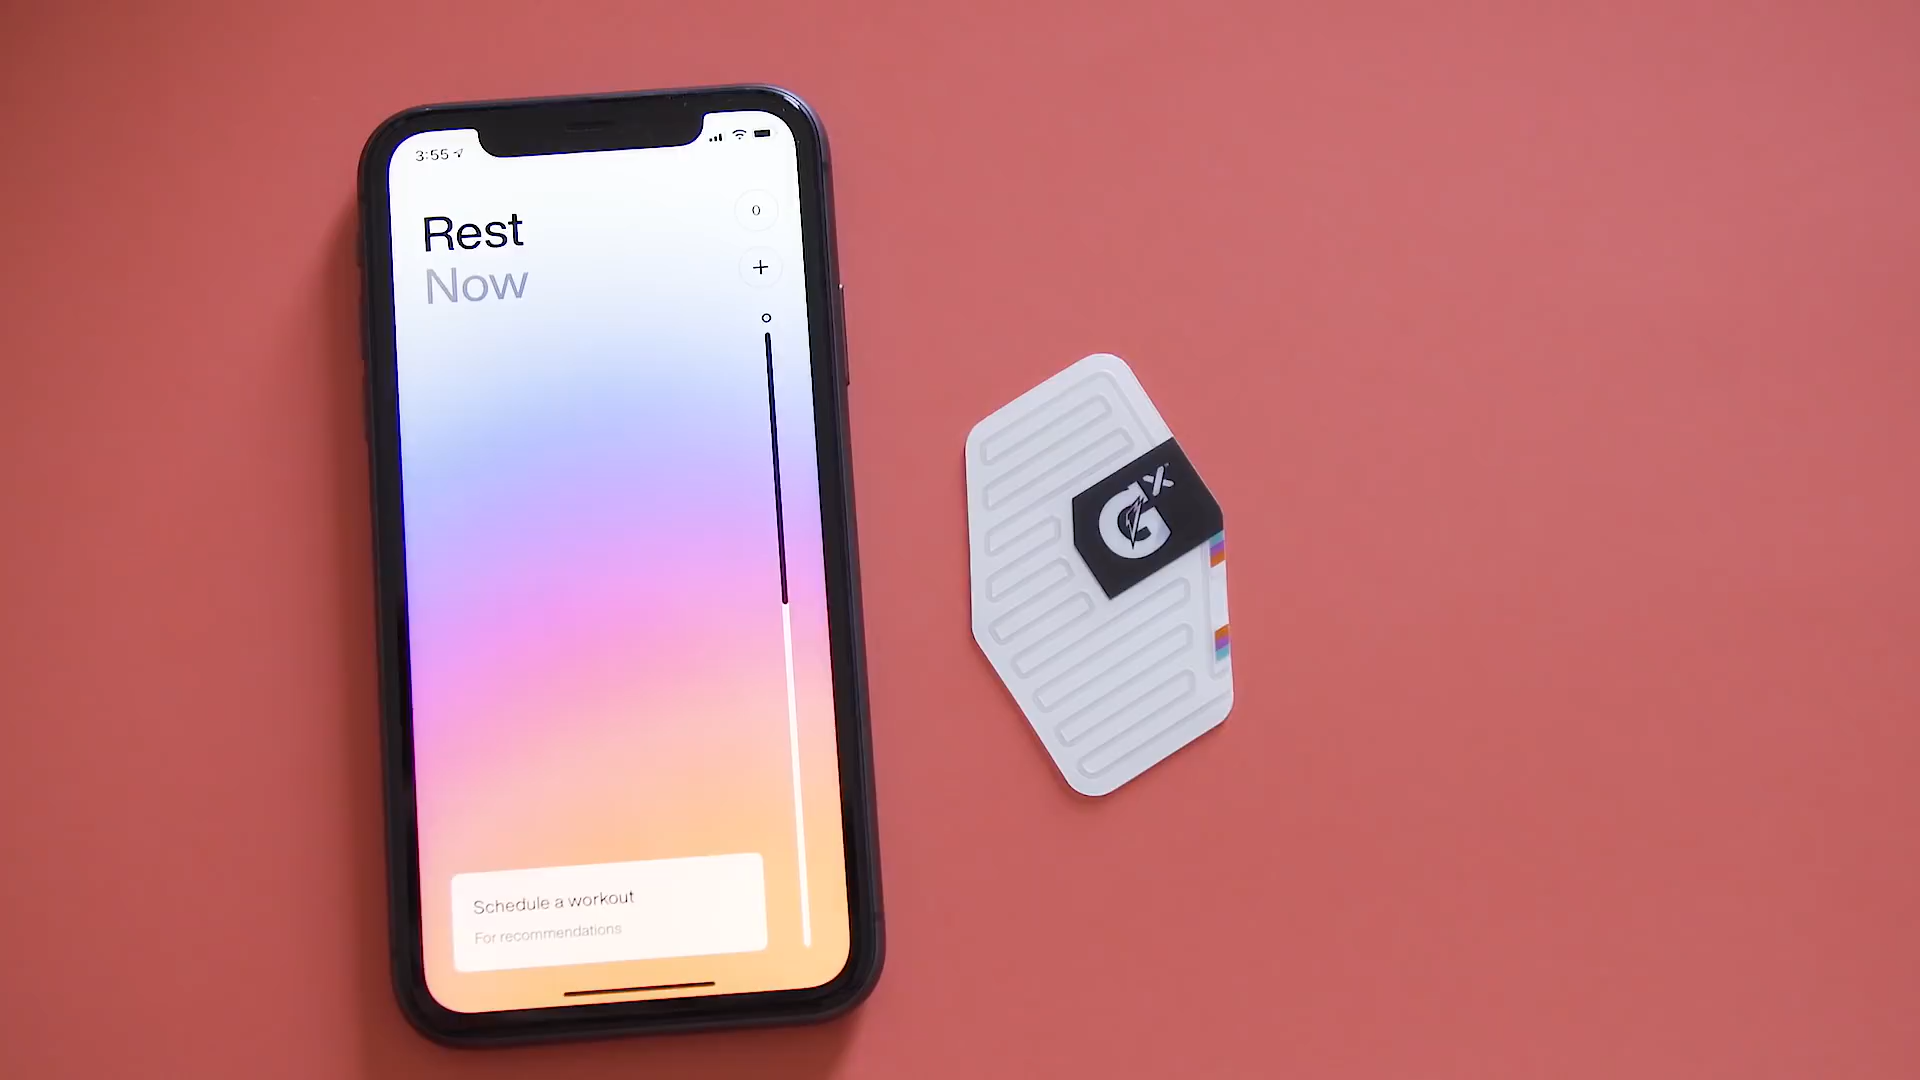 3:55
0
Rest
+
Now
Schedule a workout
For recommendations
Gx